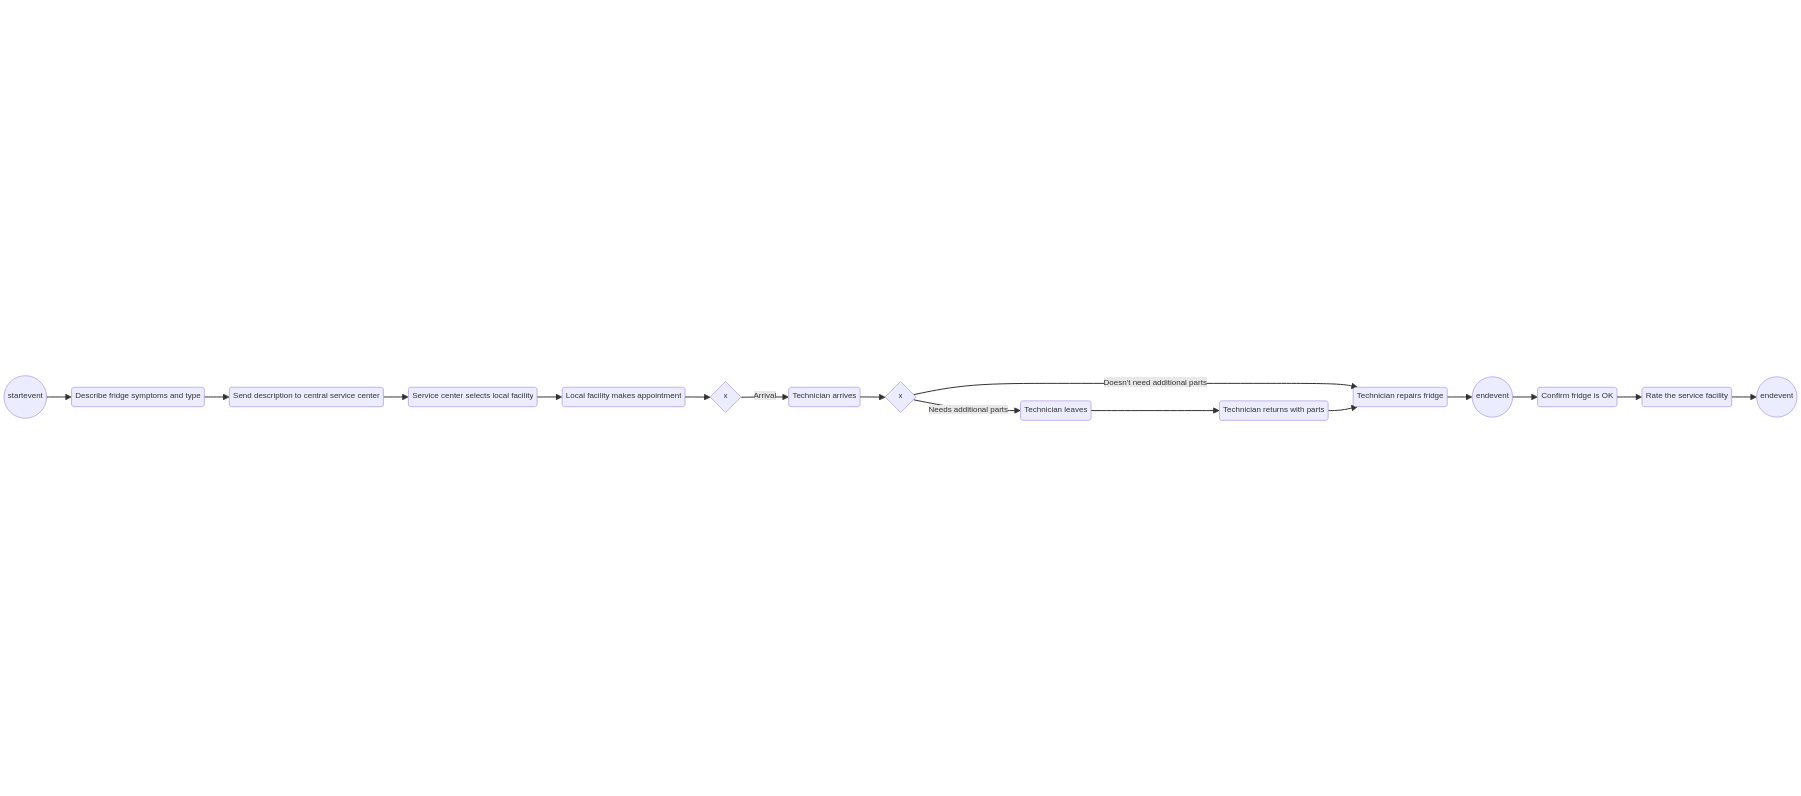 startevent
Describe fridge symptoms and type
Send description to central service center
Service center selects local facility
Local facility makes appointment
x
Arrival
Technician arrives
x
Doesn't need additional parts
Needs additional parts
Technician leaves
Technician returns with parts
Technician repairs fridge
endevent
Confirm fridge is OK
Rate the service facility
endevent